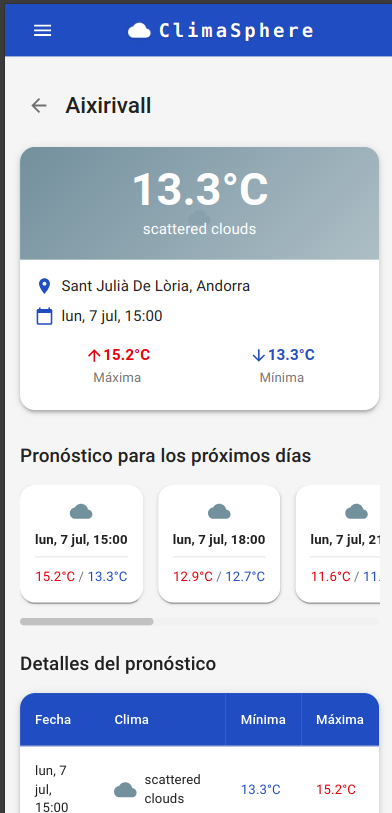 ClimaSphere
Aixirivall
13.3°C
scattered clouds
Sant Julià De Lòria, Andorra
lun, 7 jul, 15:00
15.2°C
13.3°C
Máxima
Mínima
Pronóstico para los próximos días
lun, 7 jul, 15:00
15.2°C / 13.3°C
lun, 7 jul, 18:00
12.9°C / 12.7°C
lun, 7 jul, 21
11.6°C / 11.
Detalles del pronóstico
Fecha Clima Mínima Máxima
lun, 7
jul,
15:00
scattered
clouds
13.3°C
15.2°C